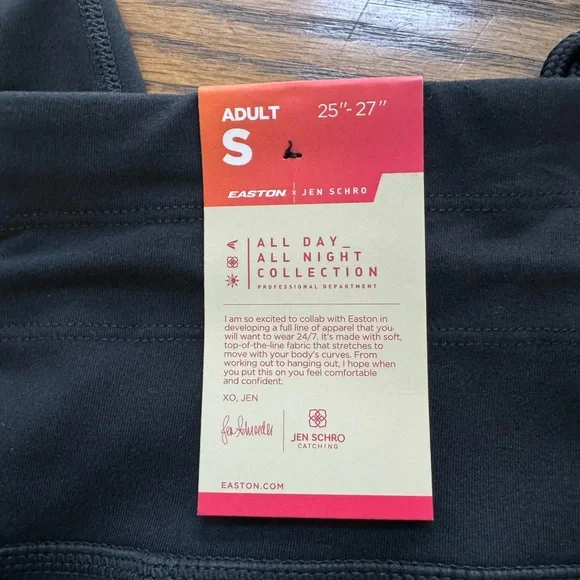 ADULT 25"- 27"
S
EASTON x JEN SCHRO
ALL DAY_
ALL NIGHT
COLLECTION
PROFESSIONAL DEPARTMENT
I am so excited to collab with Easton in
developing a full line of apparel that you
will want to wear 24/7. It's made with soft,
top-of-the-line fabric that stretches to
move with your body's curves. From
working out to hanging out, I hope when
you put this on you feel comfortable
and confident.
XO, JEN
Jen Schroeder
JEN SCHRO
CATCHING
EASTON.COM